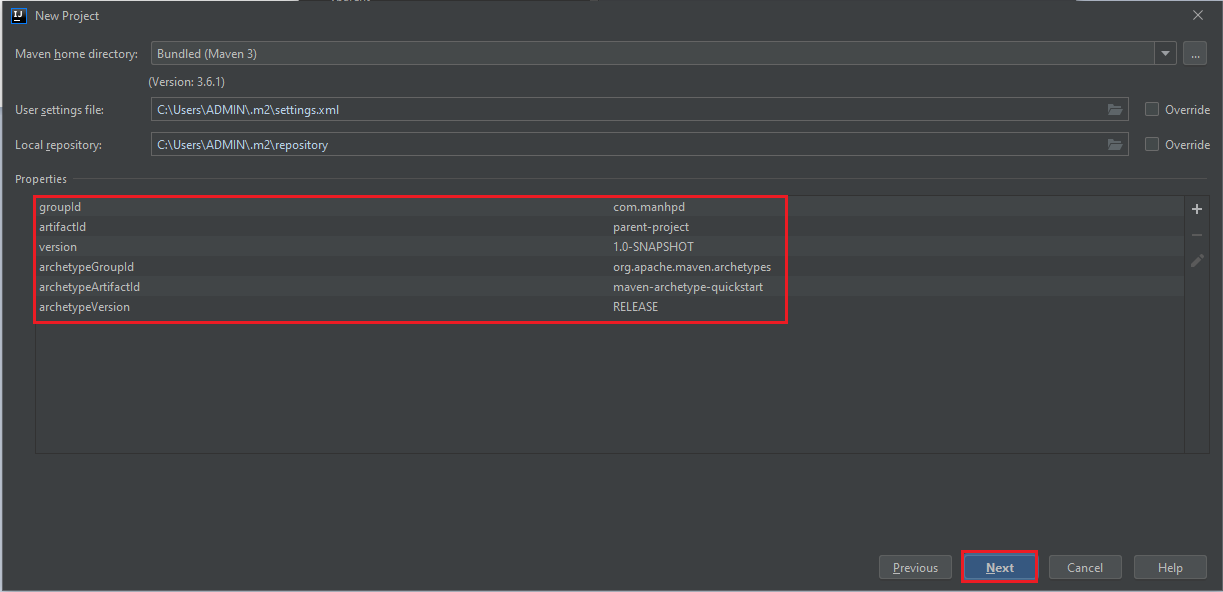 IJ New Project
Maven home directory: Bundled (Maven 3) ...
(Version: 3.6.1)
User settings file: C:\Users\ADMIN\.m2\settings.xml Override
Local repository: C:\Users\ADMIN\.m2\repository Override
Properties
groupId com.manhpd
artifactId parent-project
version 1.0-SNAPSHOT
archetypeGroupId org.apache.maven.archetypes
archetypeArtifactId maven-archetype-quickstart
archetypeVersion RELEASE
Previous Next Cancel Help